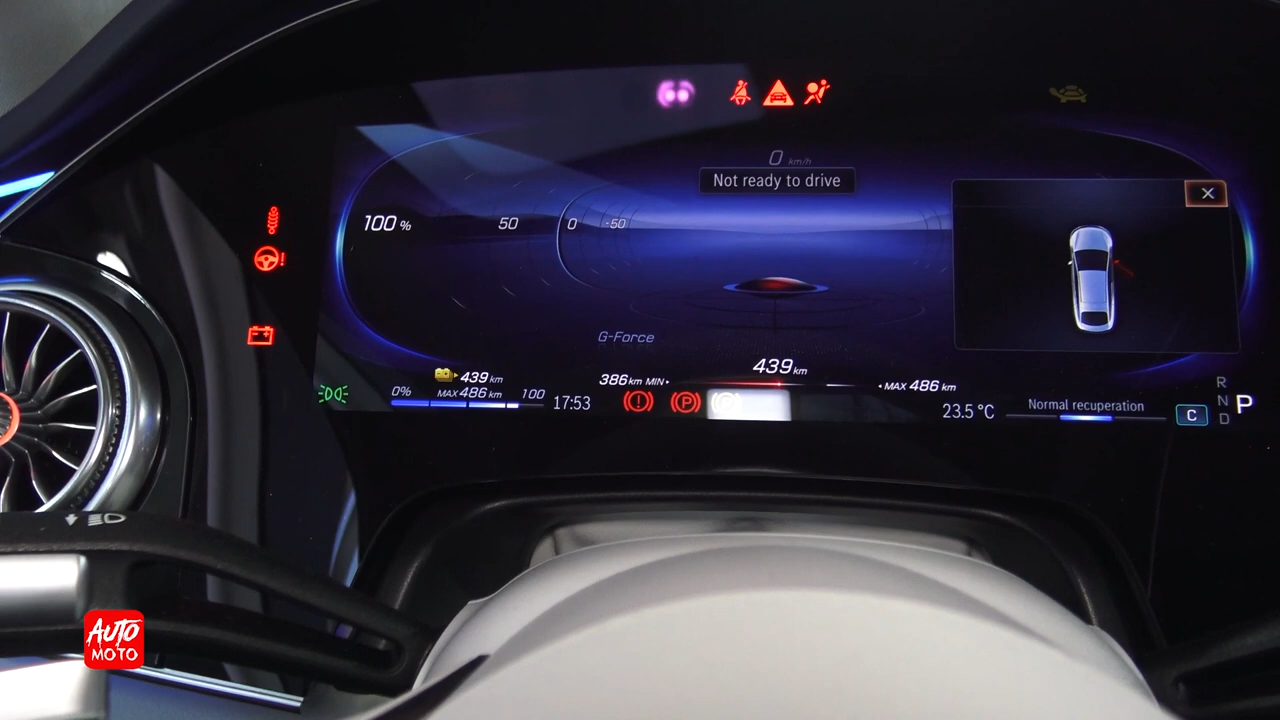 0 km/h
Not ready to drive
100 % 50 0 -50
G-Force
439 km
0% MAX 486 km 100
17:53
386 km MIN
439 km
MAX 486 km
23.5 °C
Normal recuperation
C
R
N
D
P
AUTO
MOTO